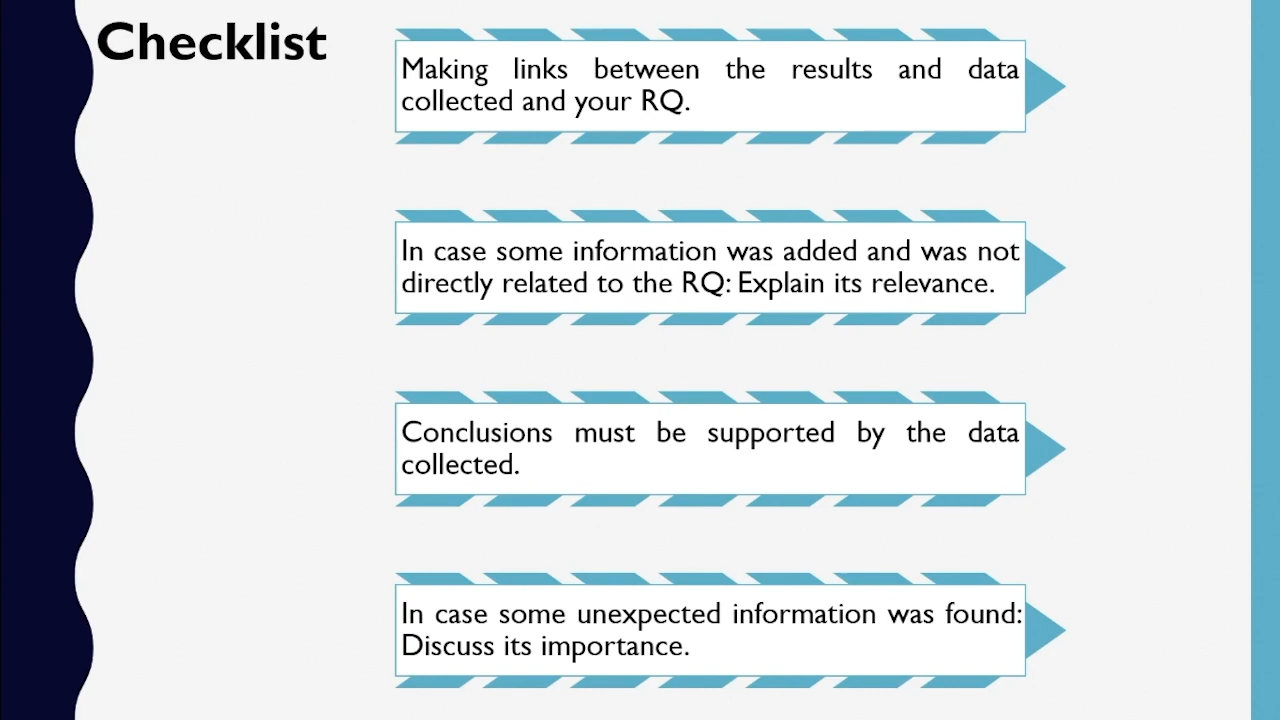 Checklist
Making links between the results and data
collected and your RQ.
In case some information was added and was not
directly related to the RQ: Explain its relevance.
Conclusions must be supported by the data
collected.
In case some unexpected information was found:
Discuss its importance.